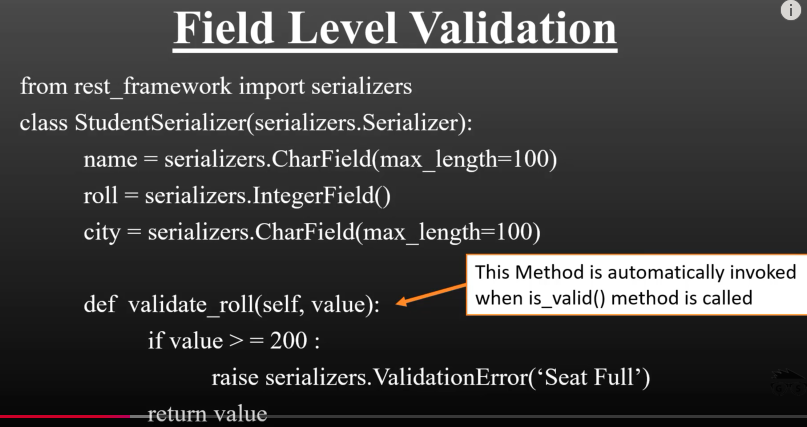 Field Level Validation
from rest_framework import serializers
class StudentSerializer(serializers.Serializer):
name = serializers.CharField(max_length=100)
roll = serializers.IntegerField()
city = serializers.CharField(max_length=100)
This Method is automatically invoked
when is_valid() method is called
def validate_roll(self, value):
if value > = 200 :
raise serializers.ValidationError(‘Seat Full’)
return value